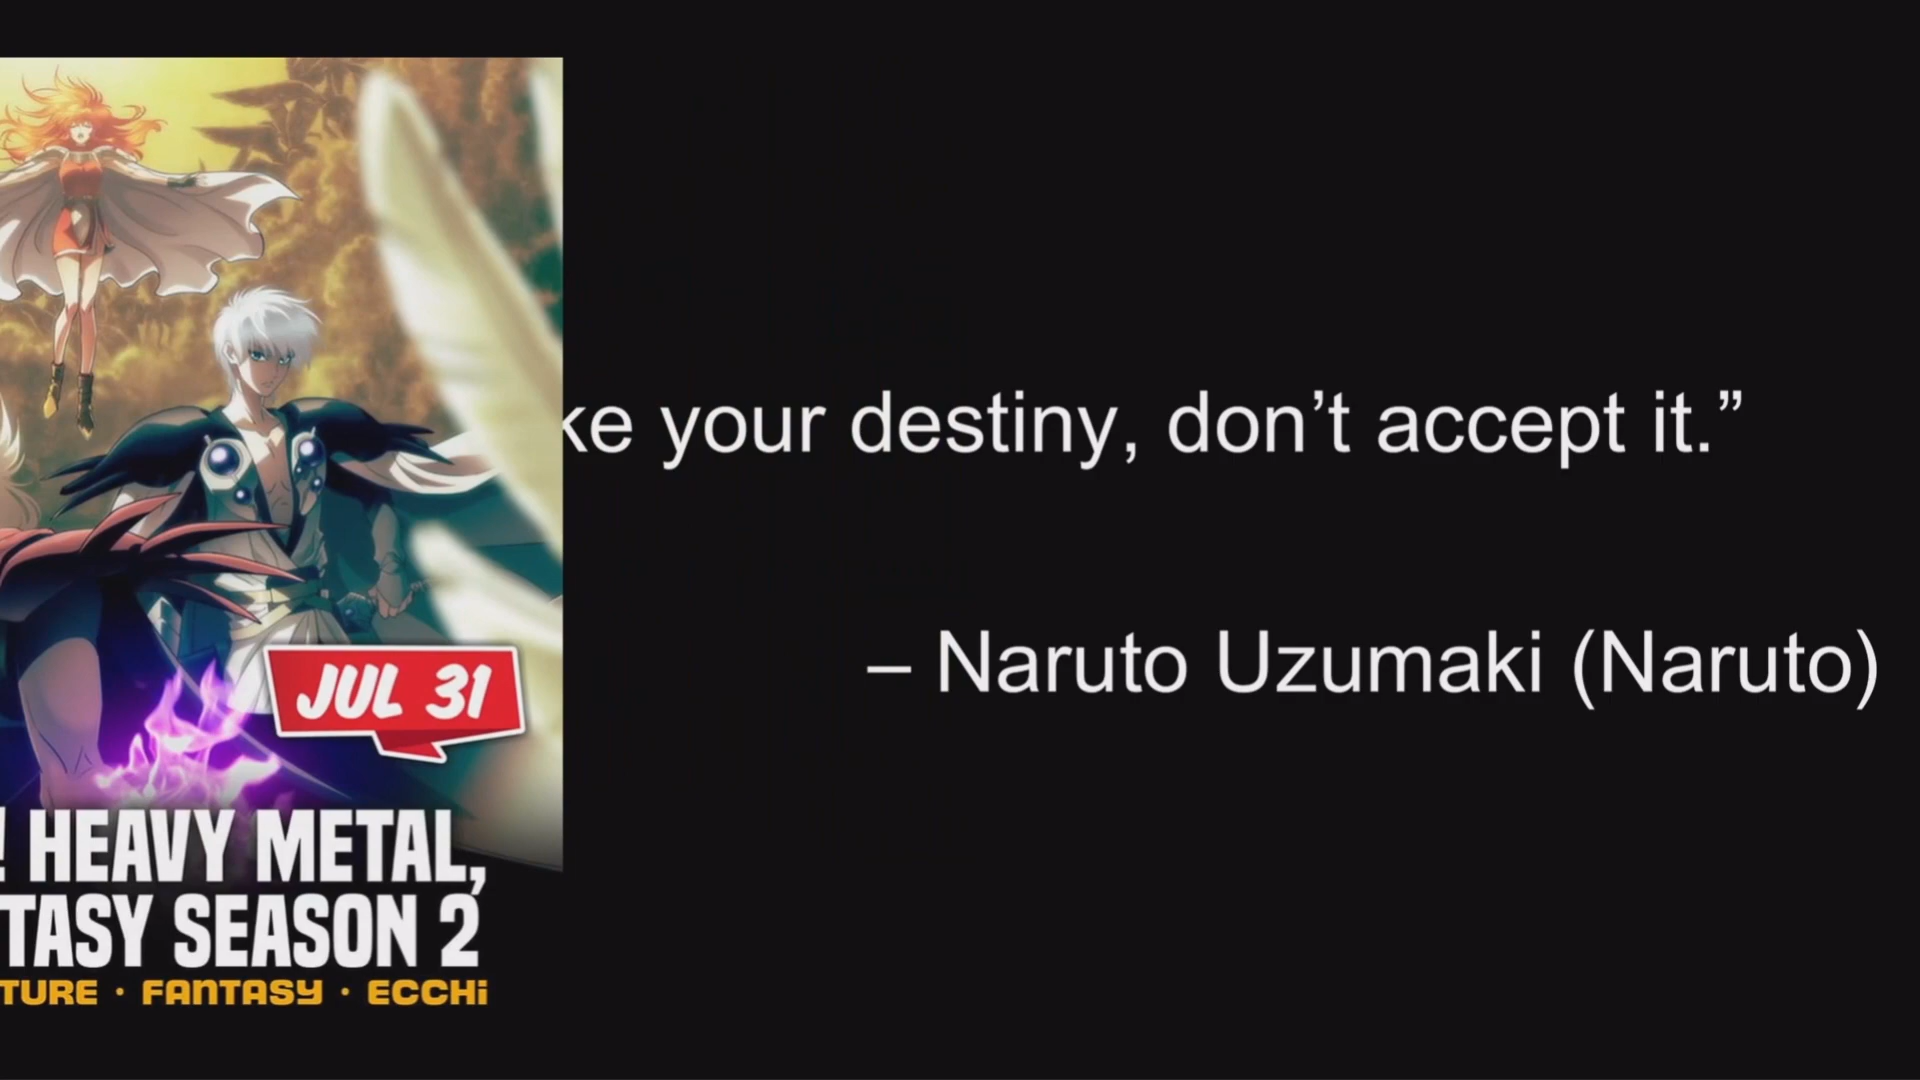 ke your destiny, don’t accept it.”
– Naruto Uzumaki (Naruto)
JUL 31
! HEAVY METAL,
TASY SEASON 2
TURE · FANTASY · ECCHi